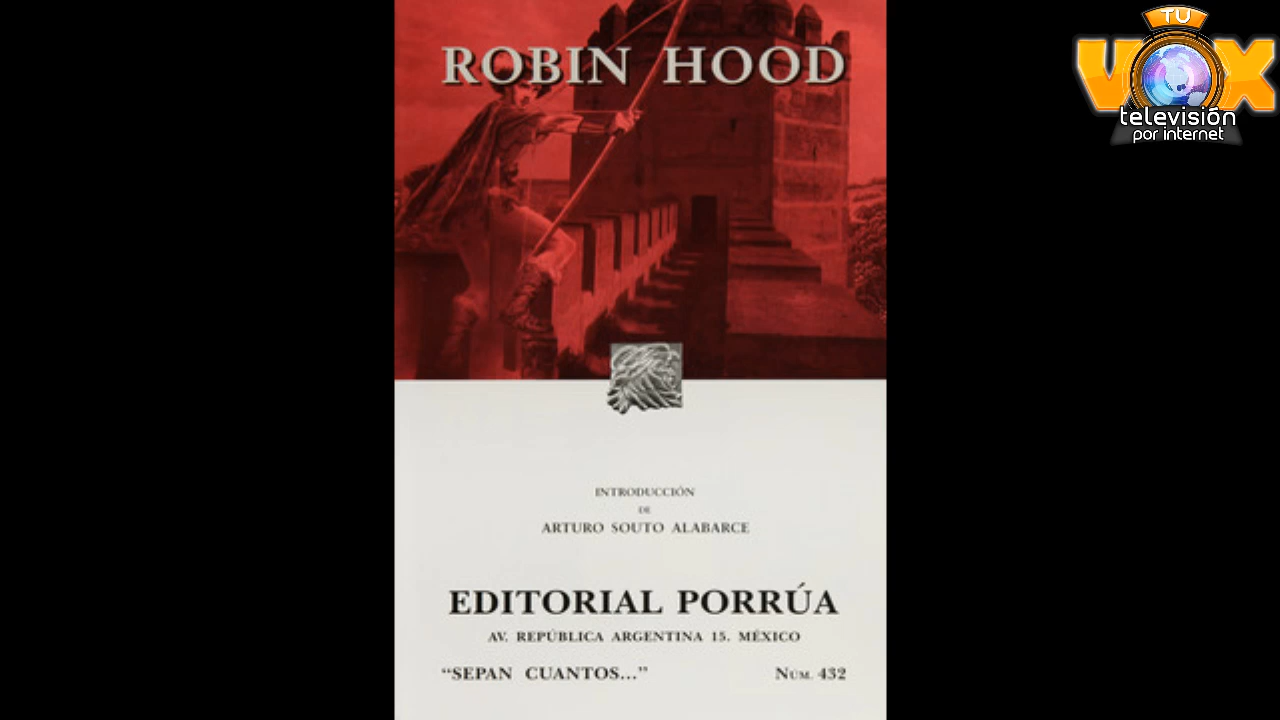 ROBIN HOOD
TU
VOX
televisión
por internet
INTRODUCCIÓN
DE
ARTURO SOUTO ALABARCE
EDITORIAL PORRÚA
AV. REPÚBLICA ARGENTINA 15. MÉXICO
“SEPAN CUANTOS...” NÚM. 432